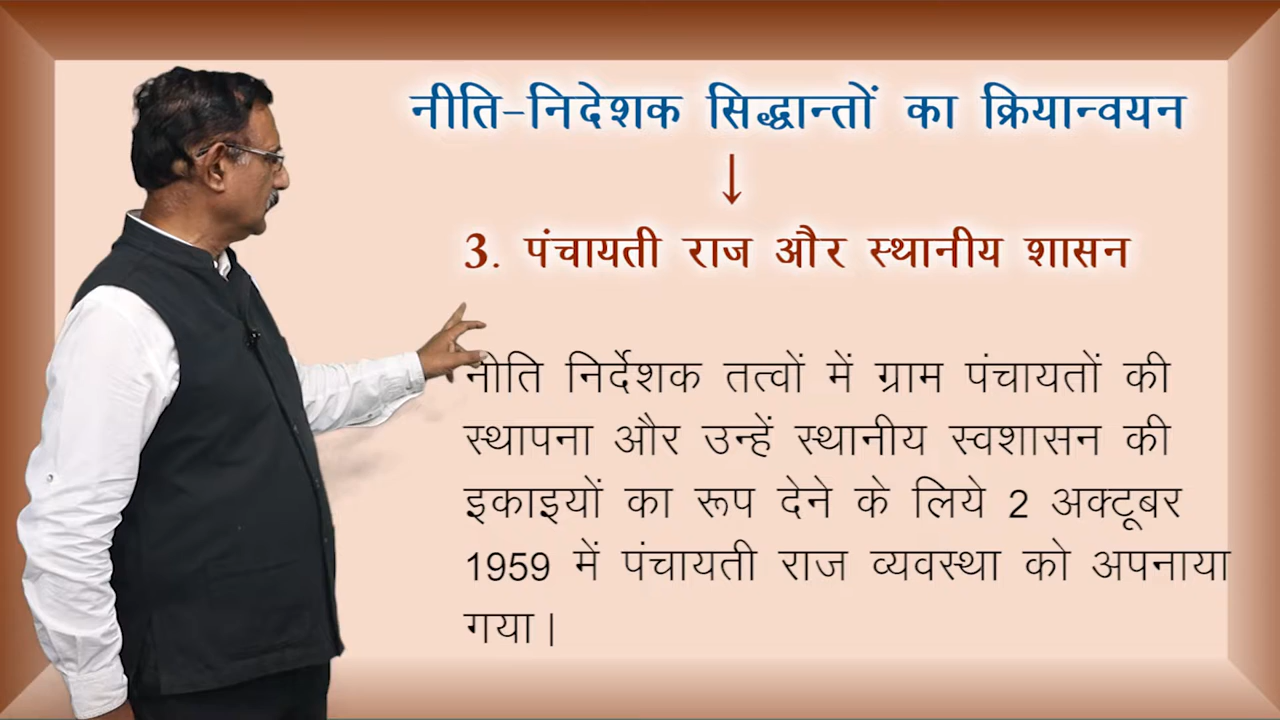 नीति-निदेशक सिद्धान्तों का क्रियान्वयन
↓
3. पंचायती राज और स्थानीय शासन
नीति निर्देशक तत्वों में ग्राम पंचायतों की
स्थापना और उन्हें स्थानीय स्वशासन की
इकाइयों का रूप देने के लिये 2 अक्टूबर
1959 में पंचायती राज व्यवस्था को अपनाया
गया।